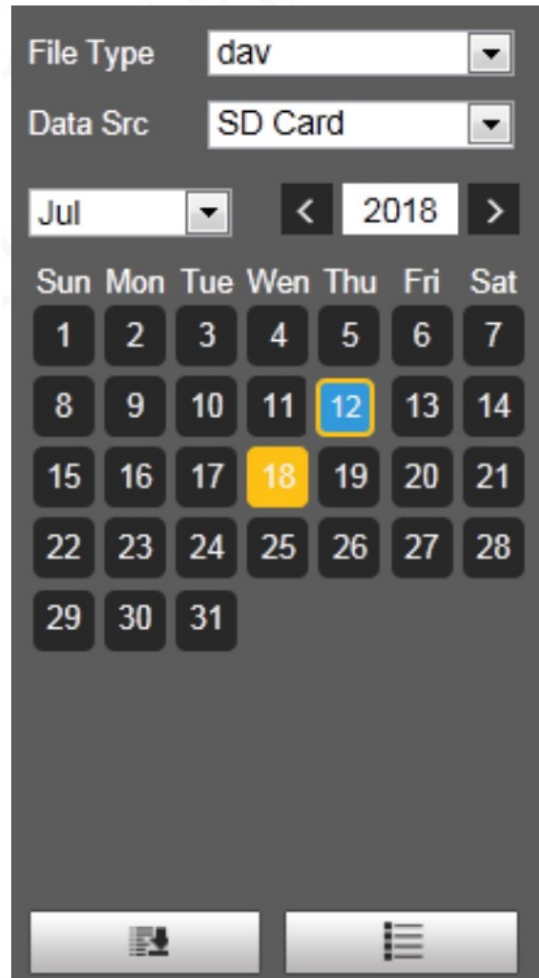 File Type dav
Data Src SD Card
Jul < 2018 >
Sun Mon Tue Wen Thu Fri Sat
1 2 3 4 5 6 7
8 9 10 11 12 13 14
15 16 17 18 19 20 21
22 23 24 25 26 27 28
29 30 31